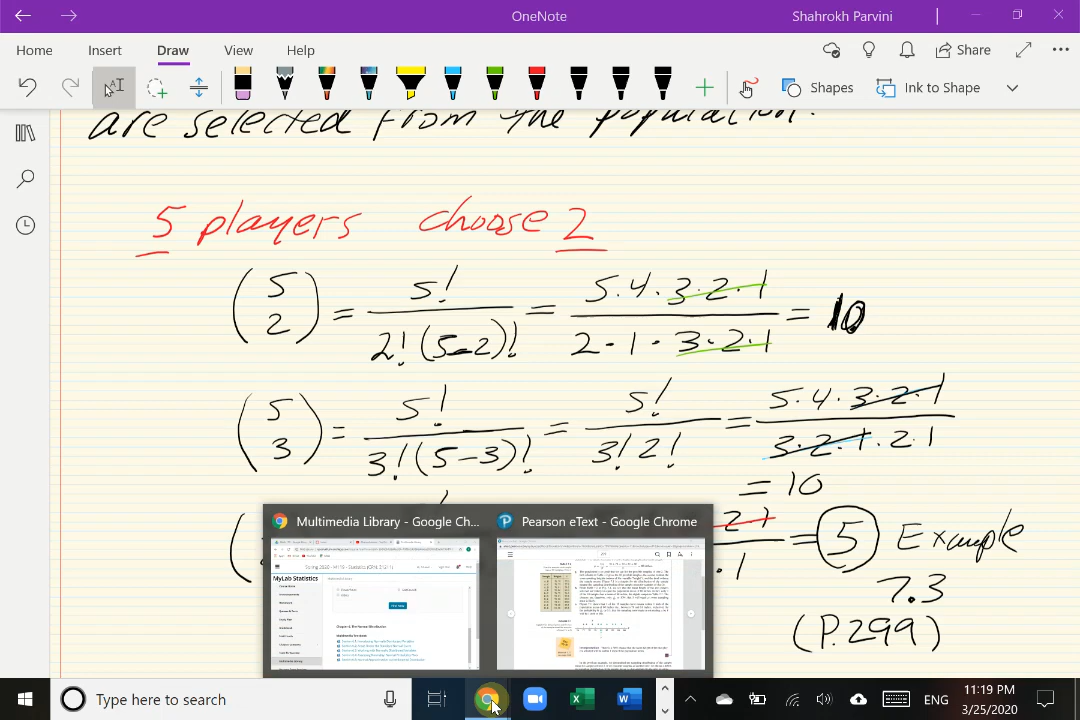 OneNote
Shahrokh Parvini
Home Insert Draw View Help
Share
Shapes Ink to Shape
are selected from the population.
5 players choose 2
(5 2) = 5! / 2!(5-2)! = 5·4·3·2·1 / 2·1·3·2·1 = 10
(5 3) = 5! / 3!(5-3)! = 5! / 3!2! = 5·4·3·2·1 / 3·2·1·2·1
= 10
= 5 Example
7.3
(P.299)
Multimedia Library - Google Ch... Pearson eText - Google Chrome
MyLab Statistics
Type here to search
ENG
11:19 PM
3/25/2020